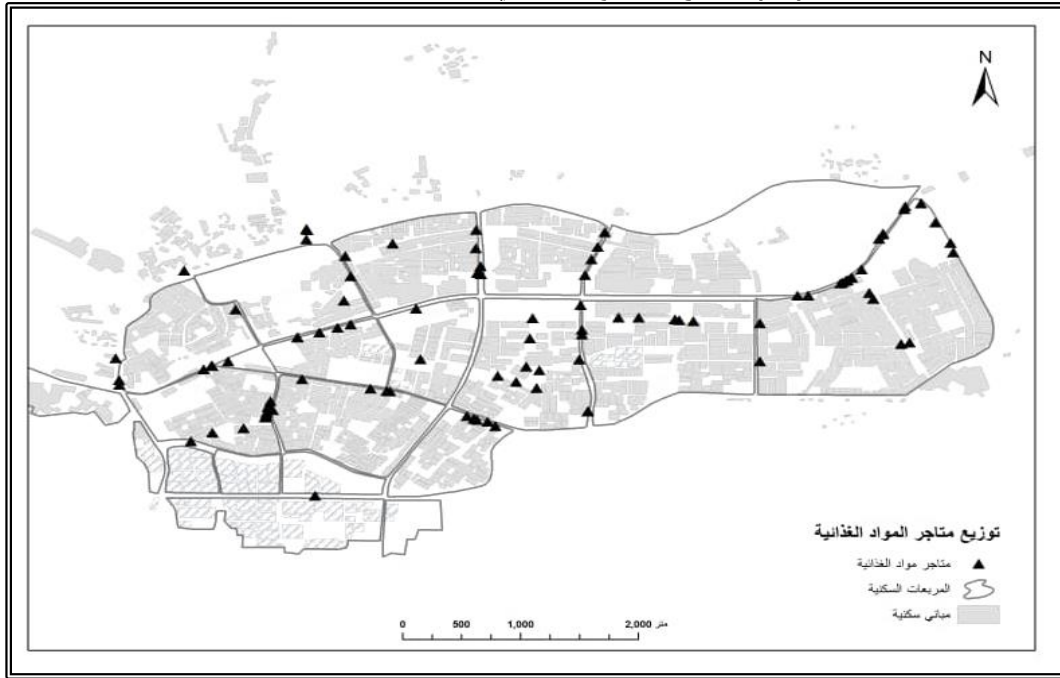 N
توزيع متاجر المواد الغذائية
متاجر مواد الغذائية
المربعات السكنية
مباني سكنية
0 500 1,000 2,000 متر